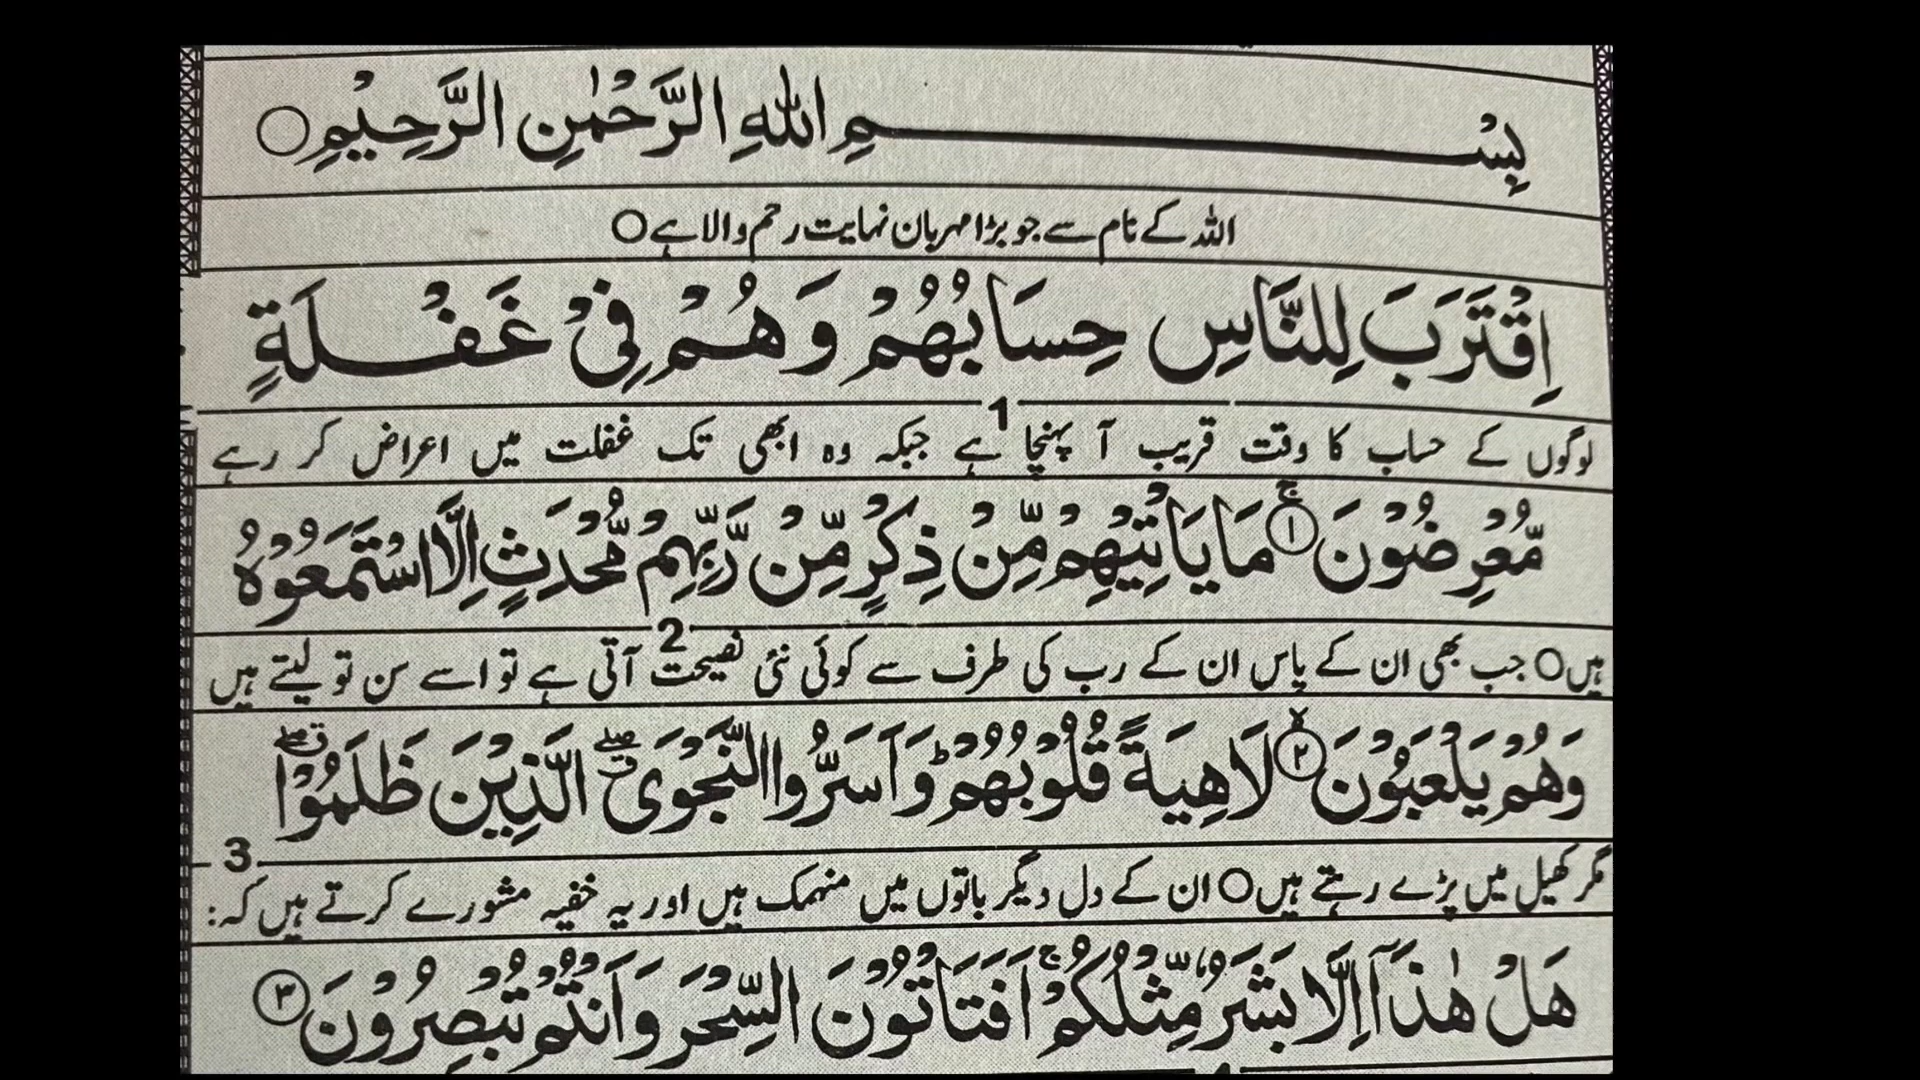 بِسْــــمِ اللّٰهِ الرَّحْمٰنِ الرَّحِيْمِ ○
اللہ کے نام سے جو بڑا مہربان نہایت رحم والا ہے ○
اِقْتَرَبَ لِلنَّاسِ حِسَابُهُمْ وَهُمْ فِيْ غَفْلَةٍ
1
لوگوں کے حساب کا وقت قریب آ پہنچا ہے جبکہ وہ ابھی تک غفلت میں اعراض کر رہے
مُّعْرِضُوْنَ ۚ ١ مَا يَاْتِيْهِمْ مِّنْ ذِكْرٍ مِّنْ رَّبِّهِمْ مُّحْدَثٍ اِلَّا اسْتَمَعُوْهُ
2
ہیں ○ جب بھی ان کے پاس ان کے رب کی طرف سے کوئی نئی نصیحت آتی ہے تو اسے سن تو لیتے ہیں
وَهُمْ يَلْعَبُوْنَ ۙ ٢ لَاهِيَةً قُلُوْبُهُمْ ؕ وَاَسَرُّوا النَّجْوَى ۖ الَّذِيْنَ ظَلَمُوْا ۖ
3
مگر کھیل میں پڑے رہتے ہیں ○ ان کے دل دیگر باتوں میں منہمک ہیں اور یہ خفیہ مشورے کرتے ہیں کہ:
هَلْ هٰذَاۤ اِلَّا بَشَرٌ مِّثْلُكُمْ ۚ اَفَتَاْتُوْنَ السِّحْرَ وَاَنْتُمْ تُبْصِرُوْنَ ٣